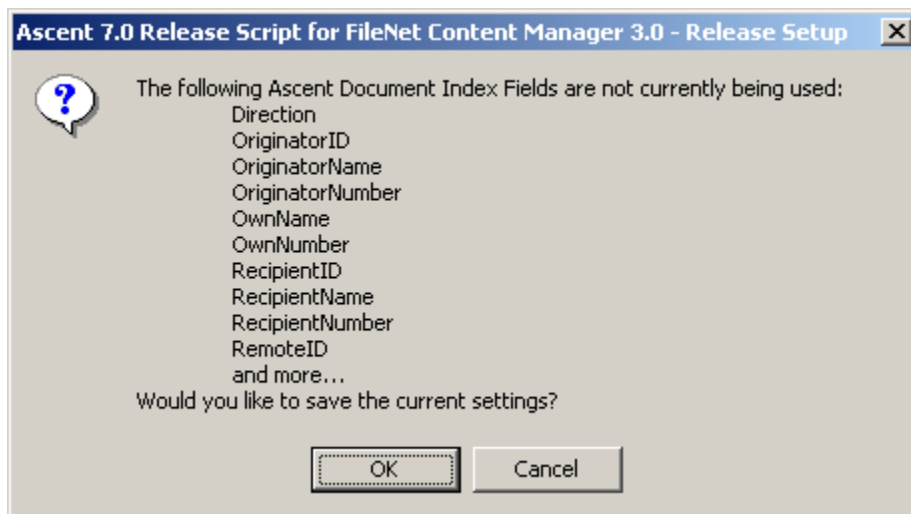 Ascent 7.0 Release Script for FileNet Content Manager 3.0 - Release Setup
The following Ascent Document Index Fields are not currently being used:
Direction
OriginatorID
OriginatorName
OriginatorNumber
OwnName
OwnNumber
RecipientID
RecipientName
RecipientNumber
RemoteID
and more...
Would you like to save the current settings?
OK
Cancel